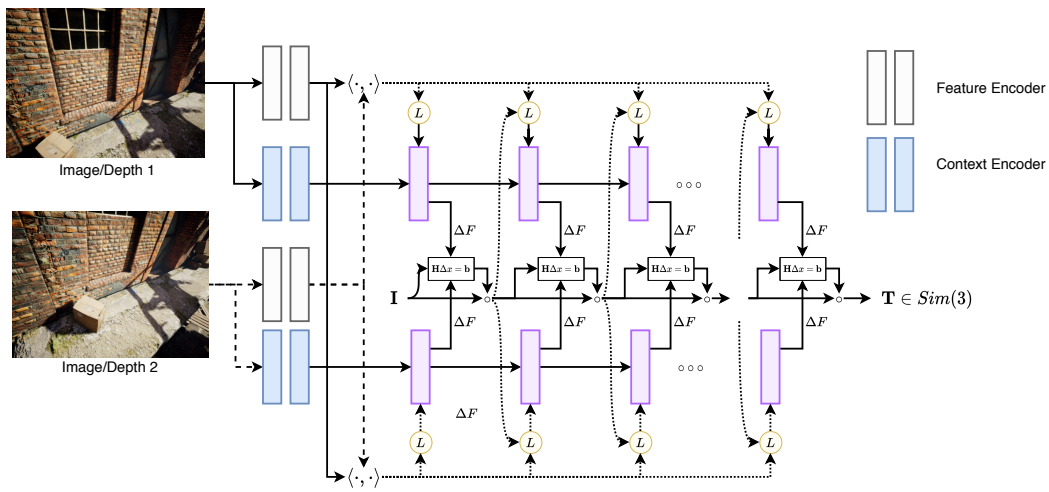 Image/Depth 1
Image/Depth 2
⟨·, ·⟩
L
L
L
L
Feature Encoder
Context Encoder
ΔF
ΔF
ΔF
ΔF
I
HΔx = b
HΔx = b
HΔx = b
HΔx = b
T ∈ Sim(3)
ΔF
ΔF
ΔF
ΔF
ΔF
L
L
L
L
⟨·, ·⟩